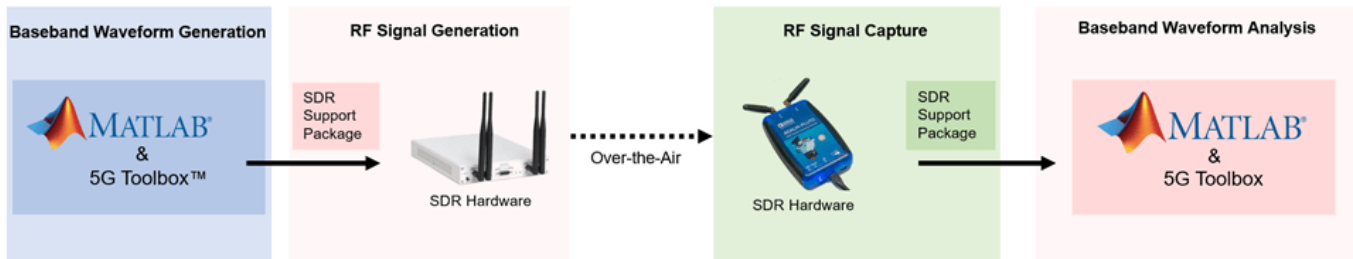 Baseband Waveform Generation
MATLAB®
&
5G Toolbox™
RF Signal Generation
SDR
Support
Package
SDR Hardware
Over-the-Air
RF Signal Capture
SDR
Support
Package
SDR Hardware
Baseband Waveform Analysis
MATLAB®
&
5G Toolbox